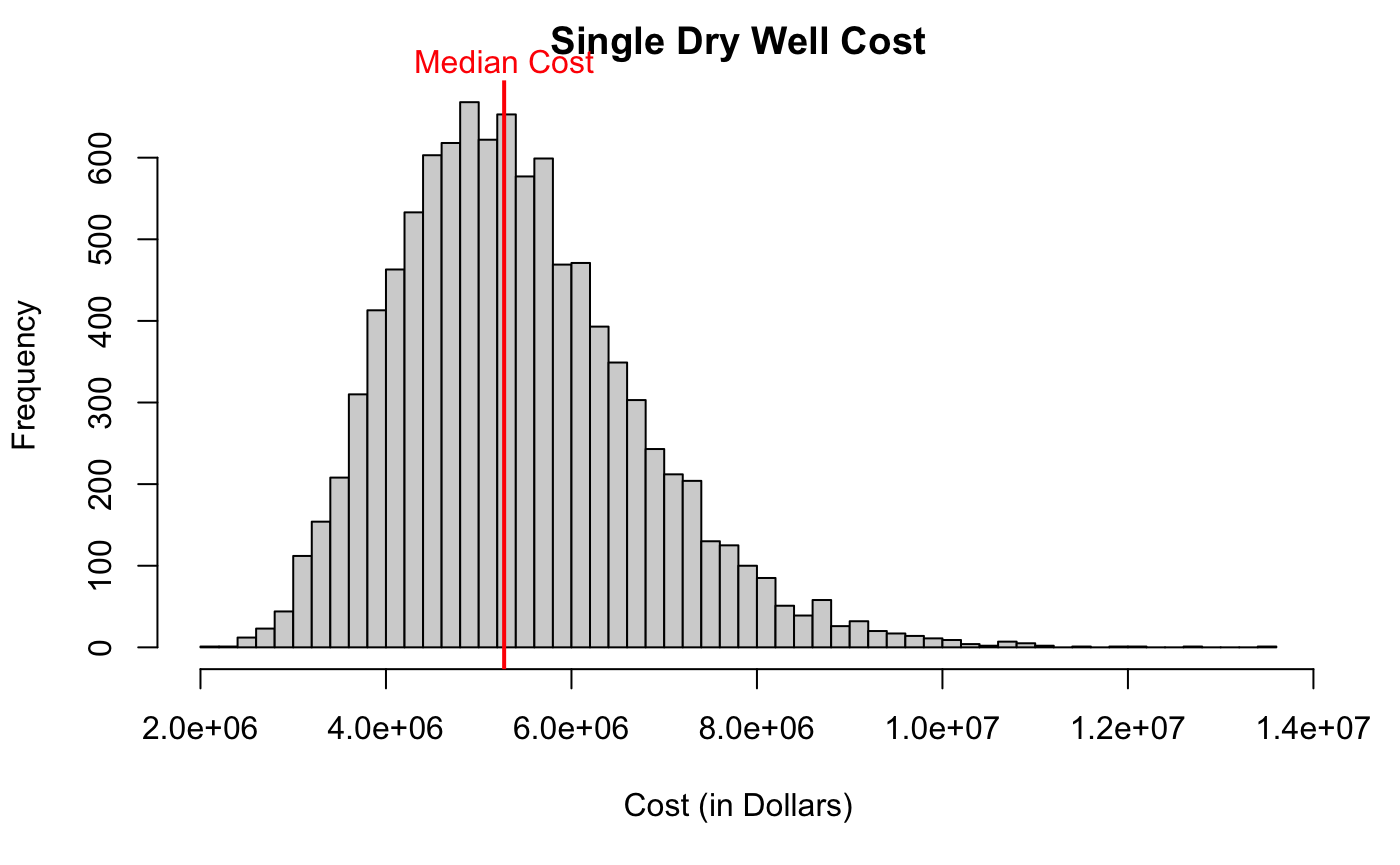 Single Dry Well Cost
Median Cost
Frequency
600
500
400
300
200
100
0
2.0e+06 4.0e+06 6.0e+06 8.0e+06 1.0e+07 1.2e+07 1.4e+07
Cost (in Dollars)